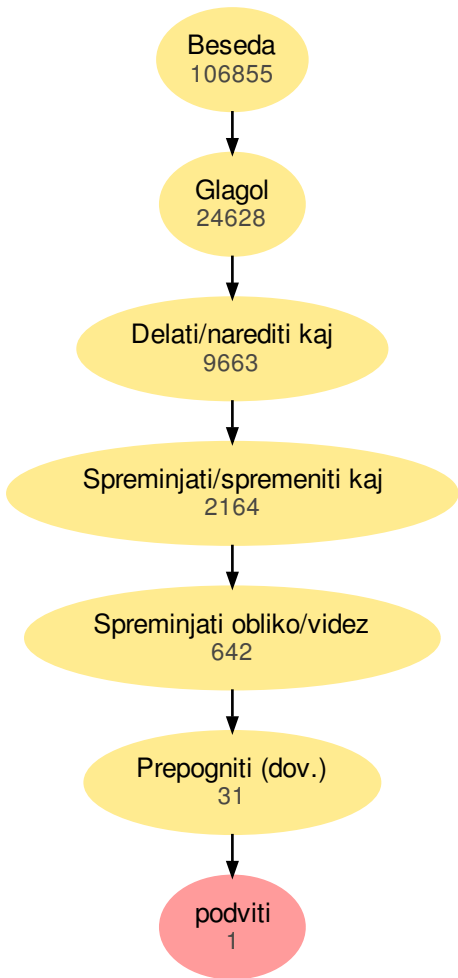 Beseda
106855
Glagol
24628
Delati/narediti kaj
9663
Spreminjati/spremeniti kaj
2164
Spreminjati obliko/videz
642
Prepogniti (dov.)
31
podviti
1